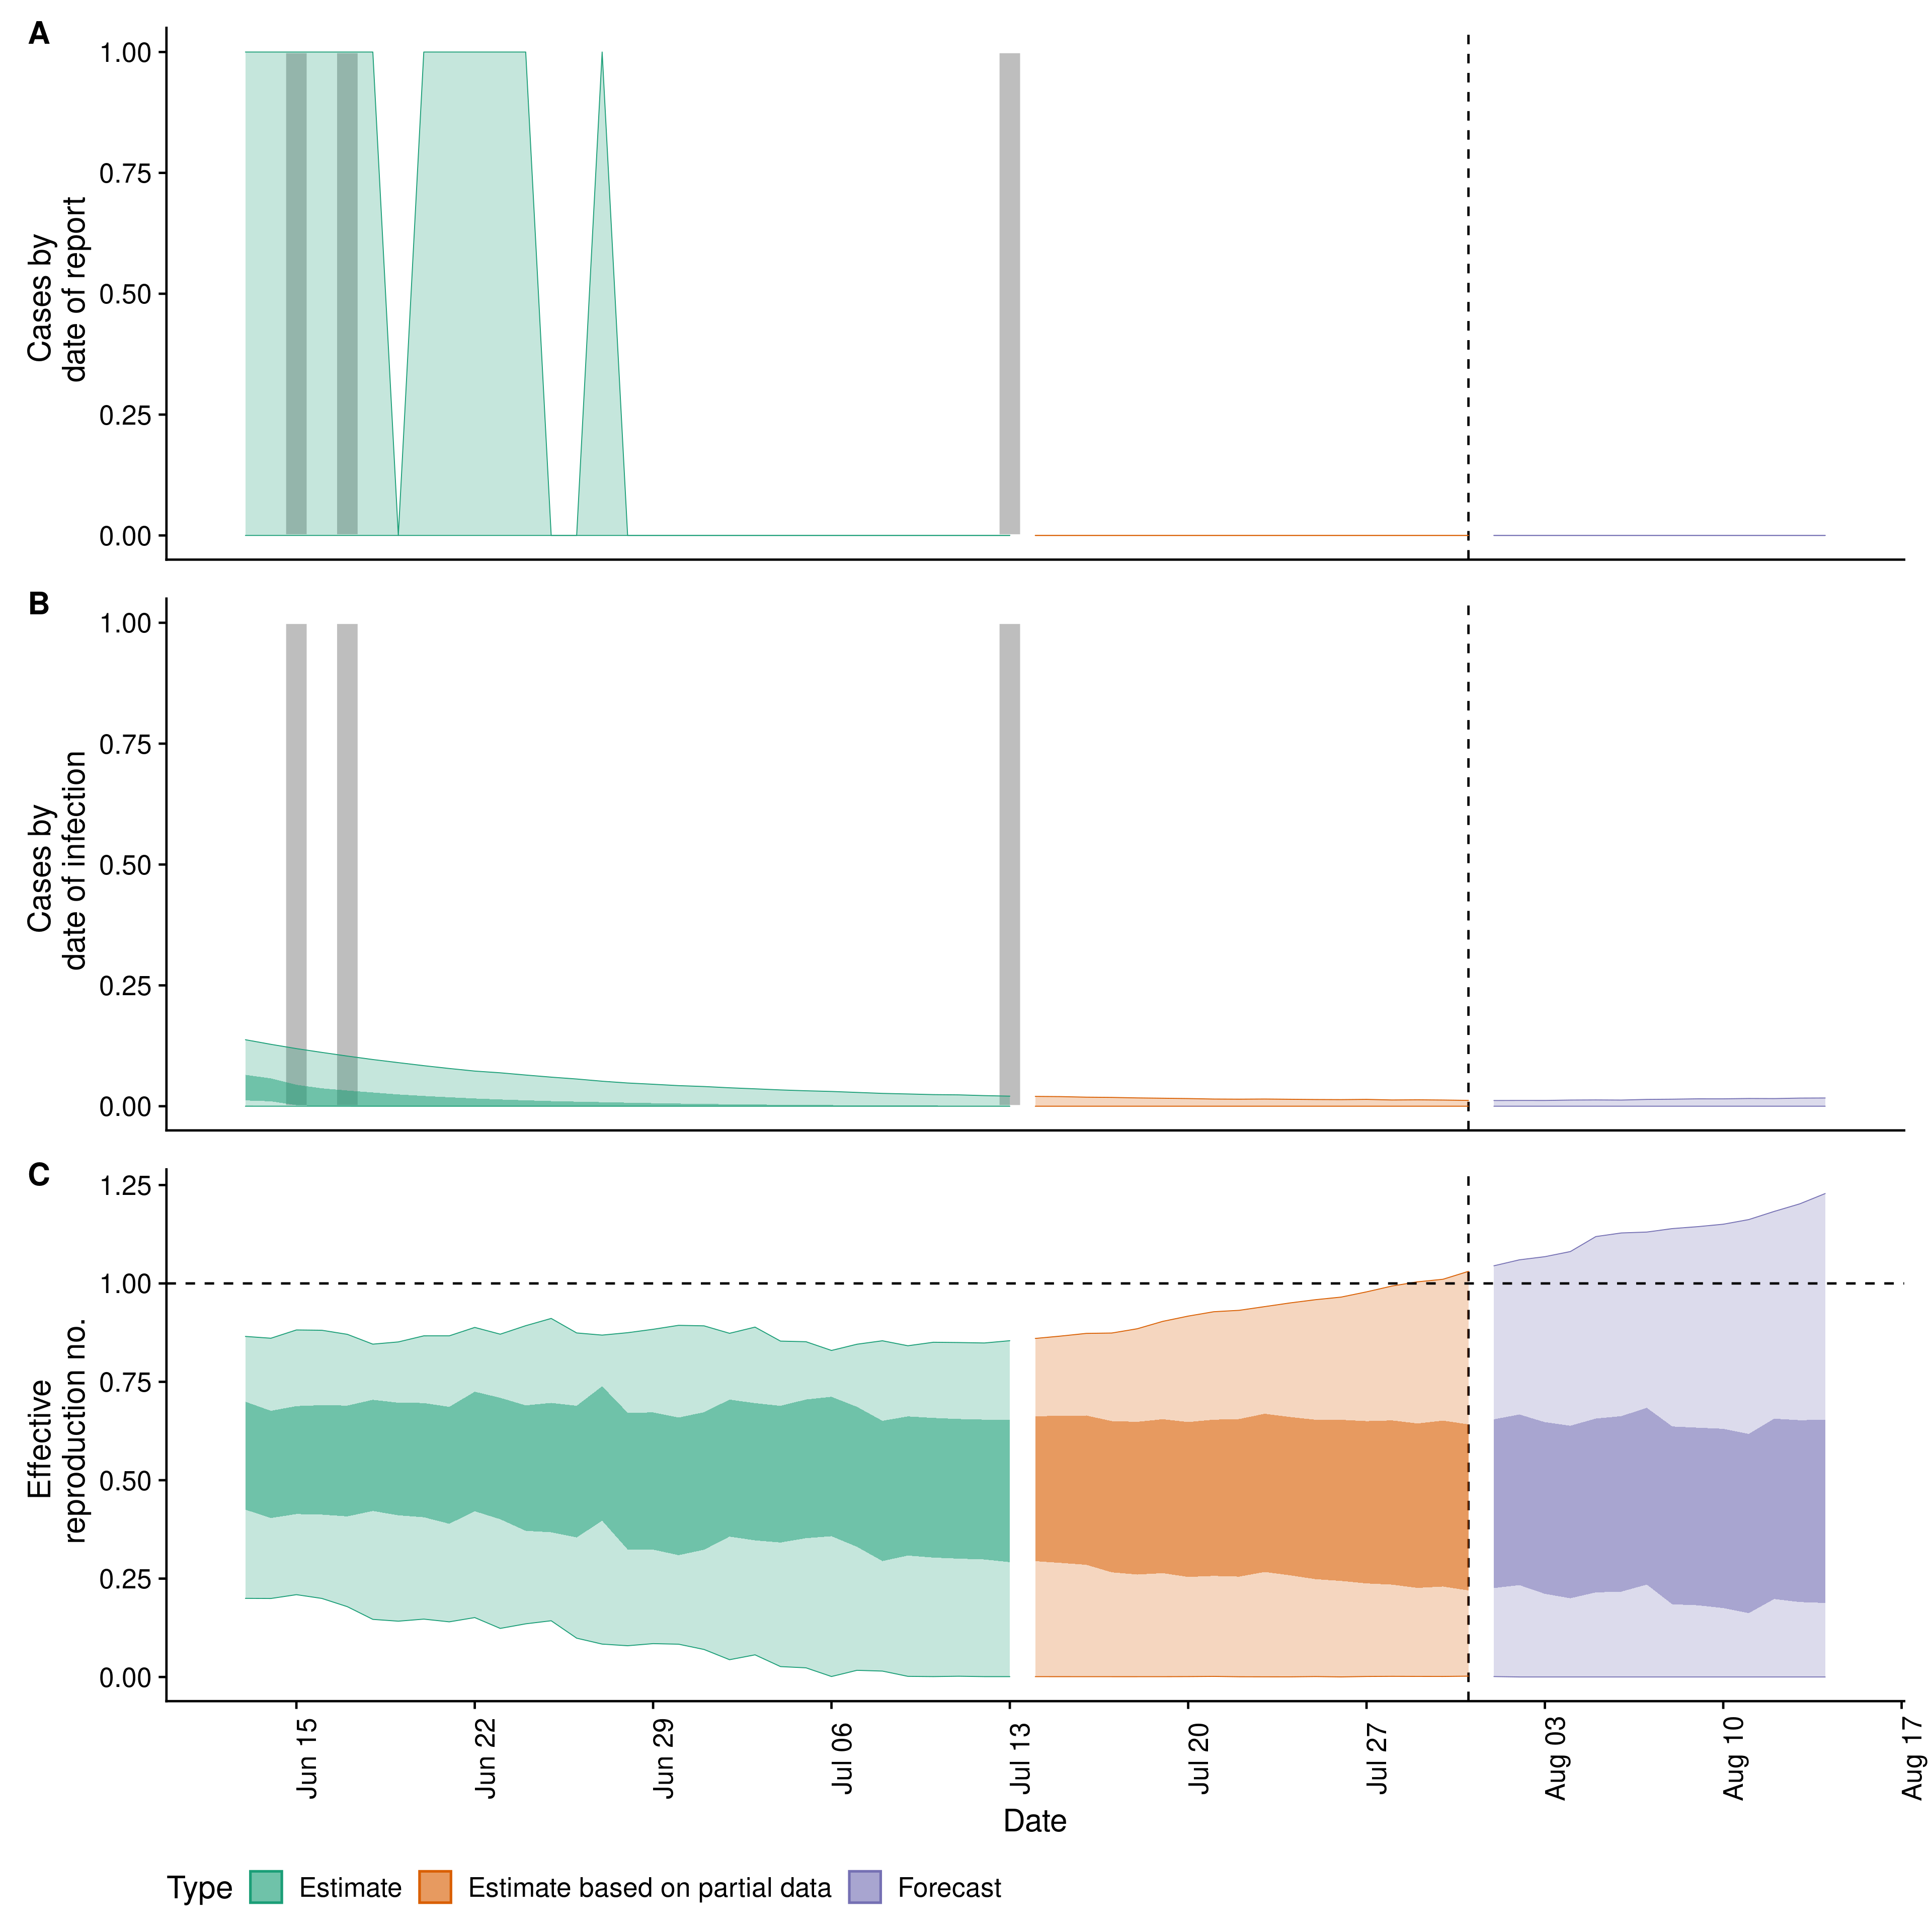 A
1.00
0.75
0.50
0.25
0.00
Cases by
date of report
B
1.00
0.75
0.50
0.25
0.00
Cases by
date of infection
C
1.25
1.00
0.75
0.50
0.25
0.00
Effective
reproduction no.
Jun 15
Jun 22
Jun 29
Jul 06
Jul 13
Jul 20
Jul 27
Aug 03
Aug 10
Aug 17
Date
Type Estimate Estimate based on partial data Forecast